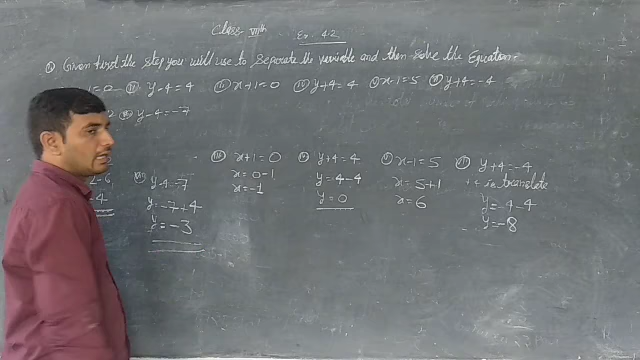 Class VIIth Ex. 4.2
Given first the step you will use to separate the variable and then solve the Equation.
1=0 y-4=4 x+1=0 y+4=4 x-1=5 y+4=-4
y-4=-7
y-4=-7
y=-7+4
y=-3
x+1=0
x=0-1
x=-1
y+4=4
y=4-4
y=0
x-1=5
x=5+1
x=6
y+4=-4
in translate
y=-4-4
y=-8